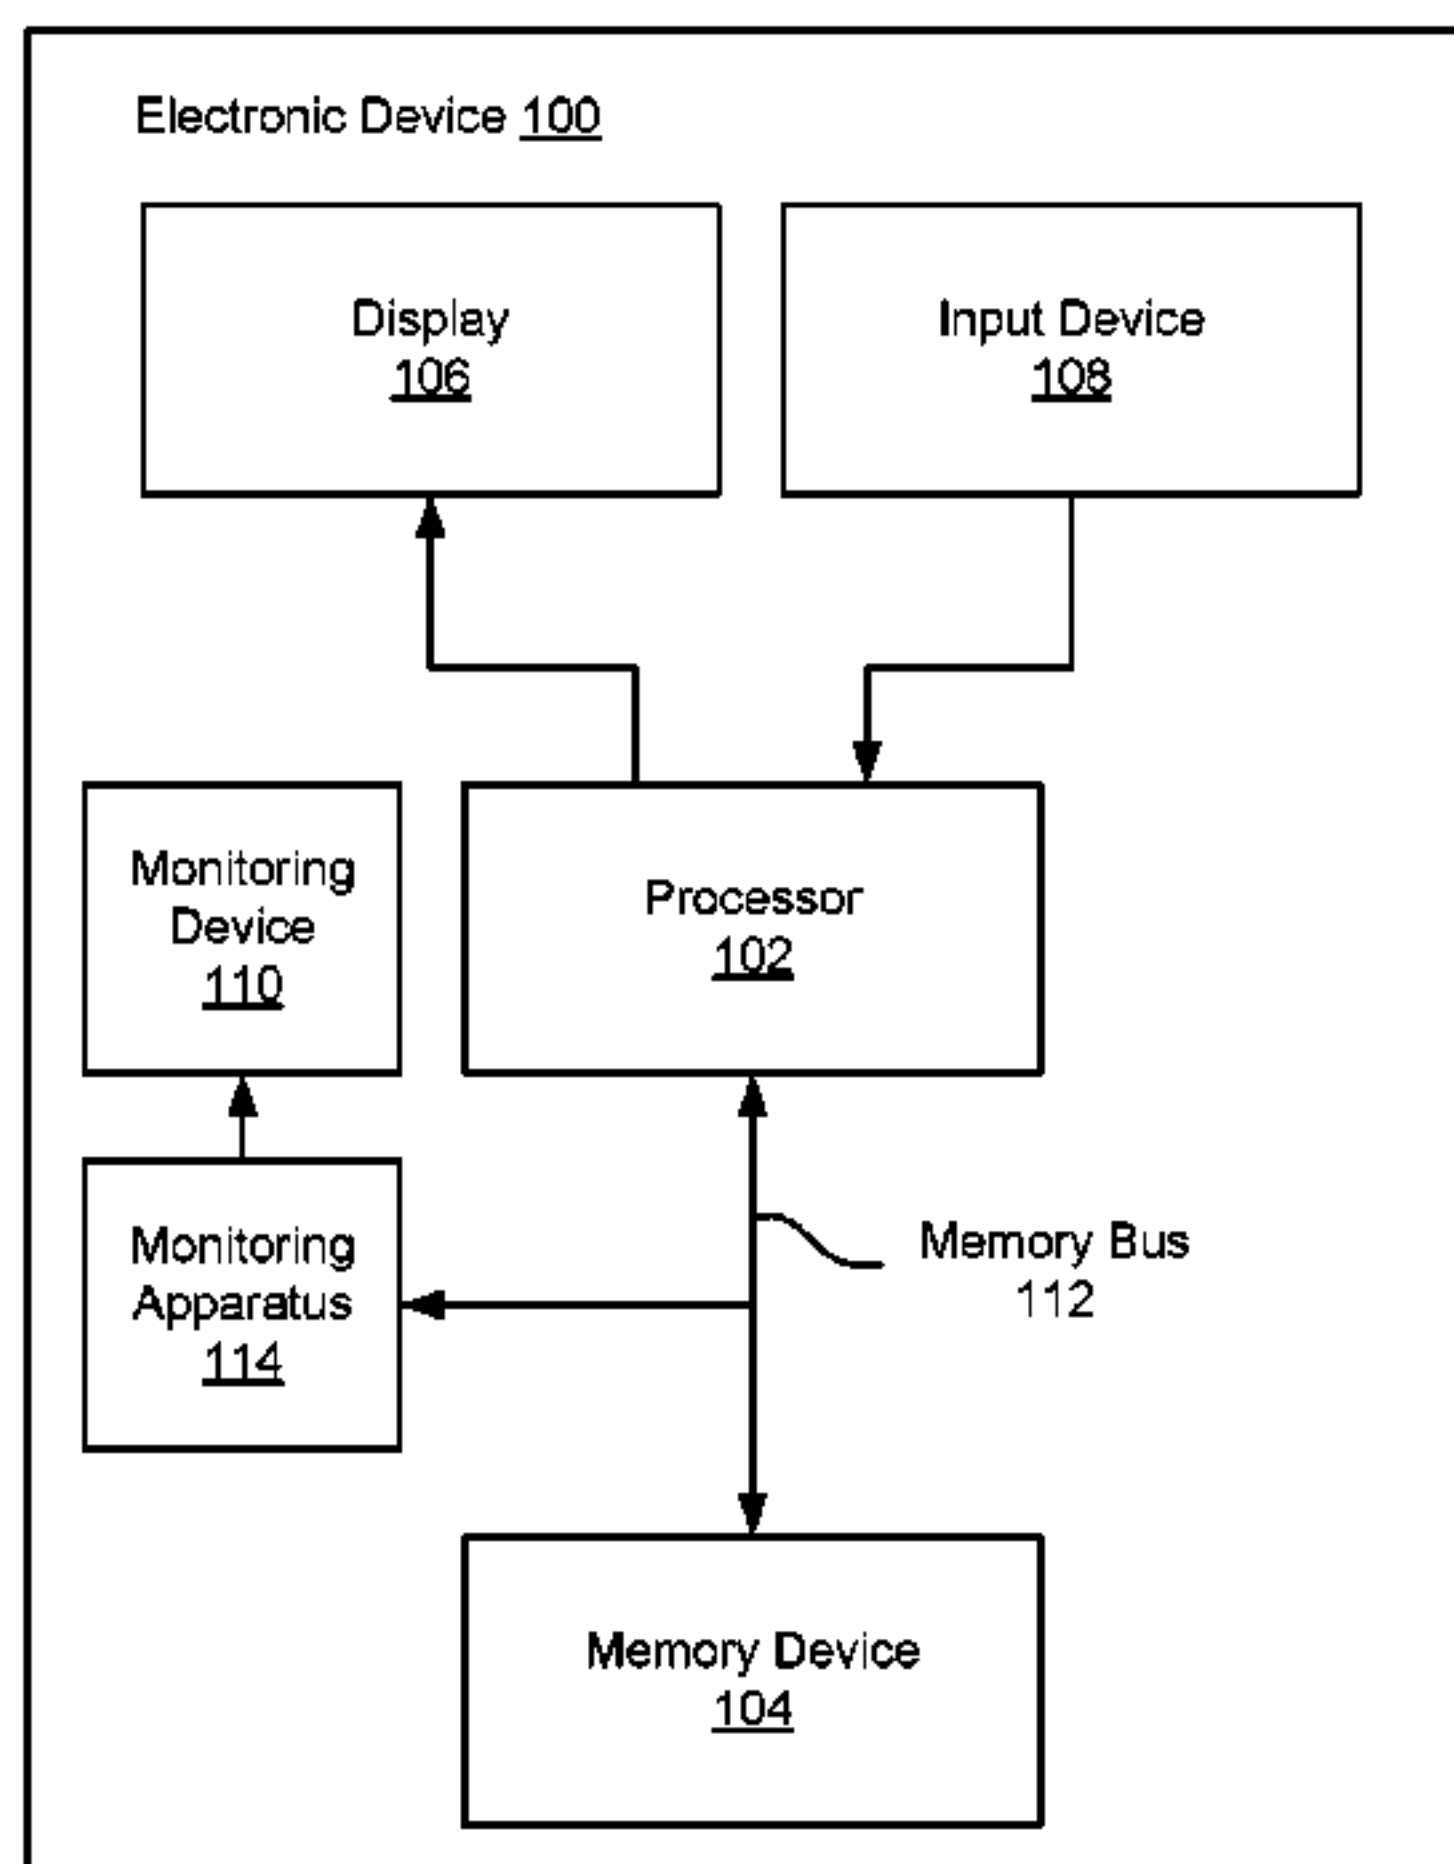 Electronic Device 100
Display
106
Input Device
108
Monitoring
Device
110
Processor
102
Monitoring
Apparatus
114
Memory Bus
112
Memory Device
104